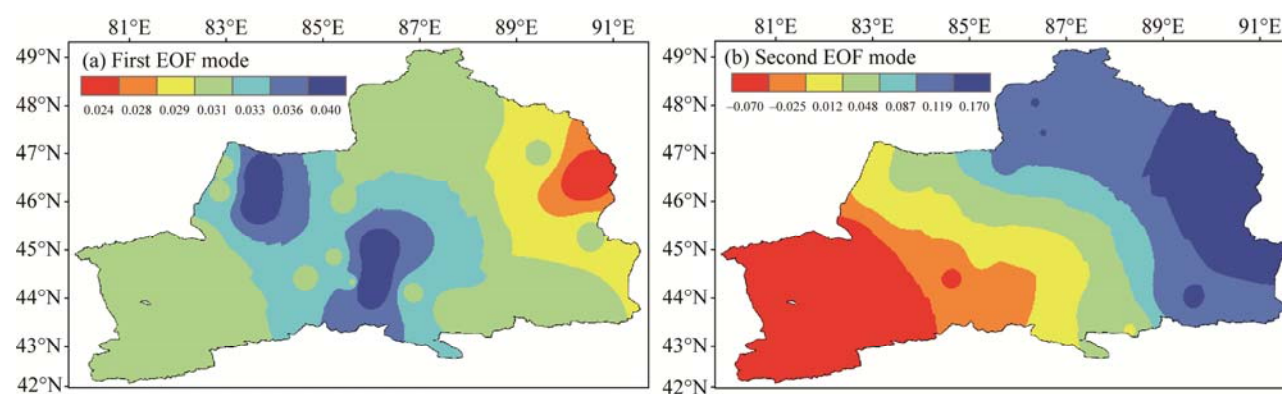 81°E 83°E 85°E 87°E 89°E 91°E 81°E 83°E 85°E 87°E 89°E 91°E
49°N (a) First EOF mode 49°N (b) Second EOF mode
0.024 0.028 0.029 0.031 0.033 0.036 0.040 −0.070 −0.025 0.012 0.048 0.087 0.119 0.170
48°N 48°N
47°N 47°N
46°N 46°N
45°N 45°N
44°N 44°N
43°N 43°N
42°N 42°N